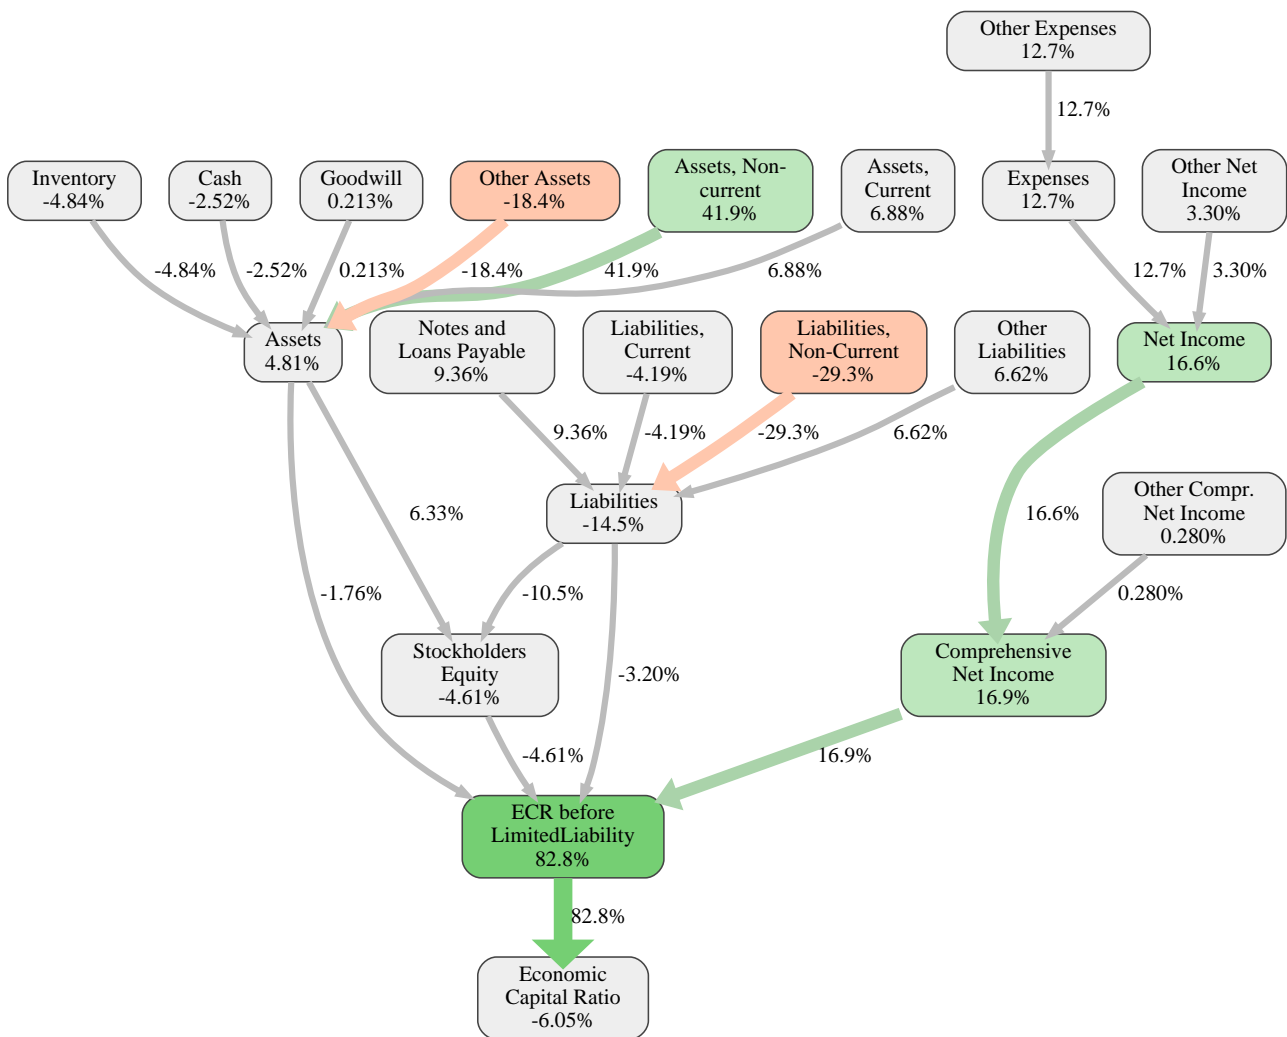 Other Expenses
12.7%
12.7%
Inventory
-4.84%
Cash
-2.52%
Goodwill
0.213%
Other Assets
-18.4%
Assets, Non-
current
41.9%
Assets,
Current
6.88%
Expenses
12.7%
Other Net
Income
3.30%
-4.84%
-2.52%
0.213%
-18.4%
41.9%
6.88%
12.7%
3.30%
Assets
4.81%
Notes and
Loans Payable
9.36%
Liabilities,
Current
-4.19%
Liabilities,
Non-Current
-29.3%
Other
Liabilities
6.62%
Net Income
16.6%
9.36%
-4.19%
-29.3%
6.62%
Liabilities
-14.5%
Other Compr.
Net Income
0.280%
6.33%
16.6%
-1.76%
-10.5%
0.280%
Stockholders
Equity
-4.61%
-3.20%
Comprehensive
Net Income
16.9%
-4.61%
16.9%
ECR before
LimitedLiability
82.8%
82.8%
Economic
Capital Ratio
-6.05%